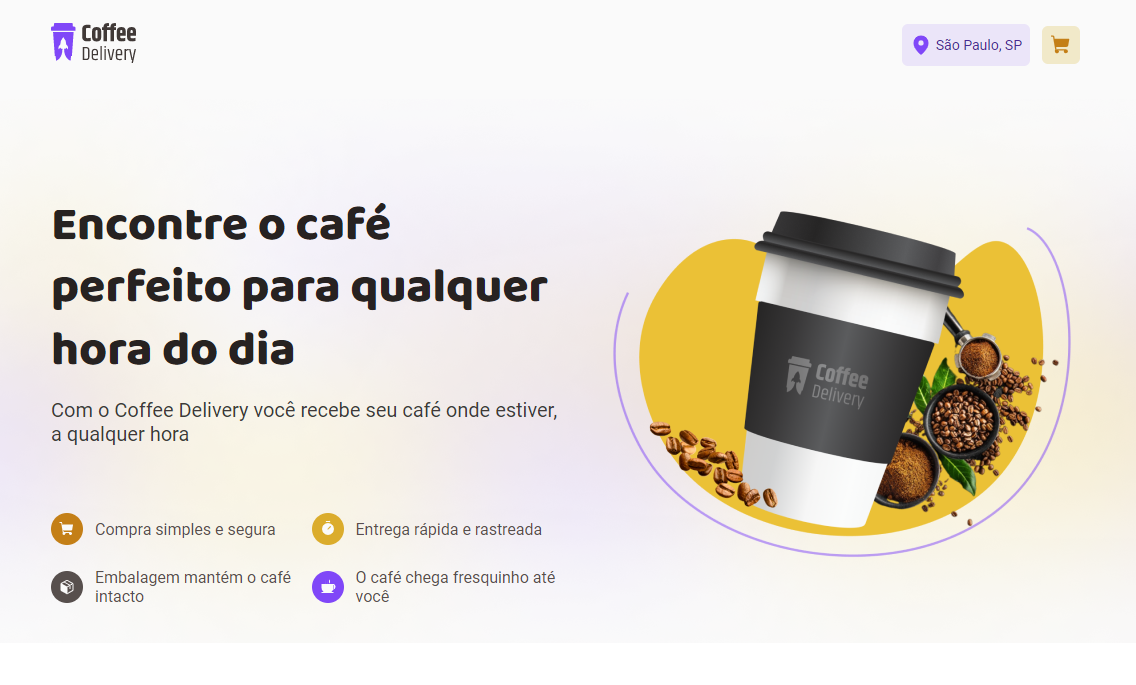 Coffee
Delivery
São Paulo, SP
Encontre o café
perfeito para qualquer
hora do dia
Com o Coffee Delivery você recebe seu café onde estiver,
a qualquer hora
Compra simples e segura
Entrega rápida e rastreada
Embalagem mantém o café
intacto
O café chega fresquinho até
você
Coffee
Delivery